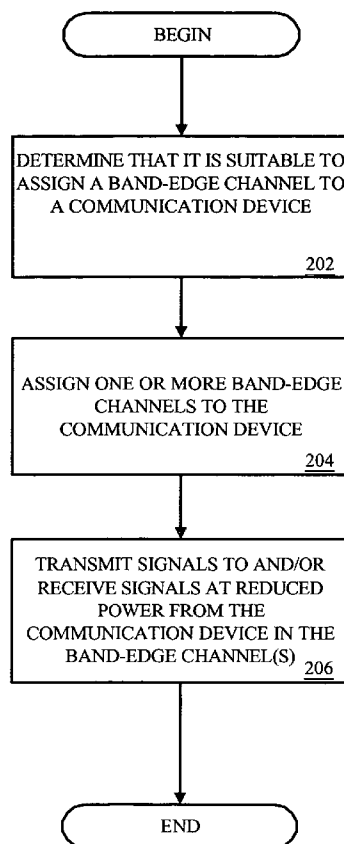 BEGIN
DETERMINE THAT IT IS SUITABLE TO
ASSIGN A BAND-EDGE CHANNEL TO
A COMMUNICATION DEVICE
202
ASSIGN ONE OR MORE BAND-EDGE
CHANNELS TO THE
COMMUNICATION DEVICE
204
TRANSMIT SIGNALS TO AND/OR
RECEIVE SIGNALS AT REDUCED
POWER FROM THE
COMMUNICATION DEVICE IN THE
BAND-EDGE CHANNEL(S)
206
END